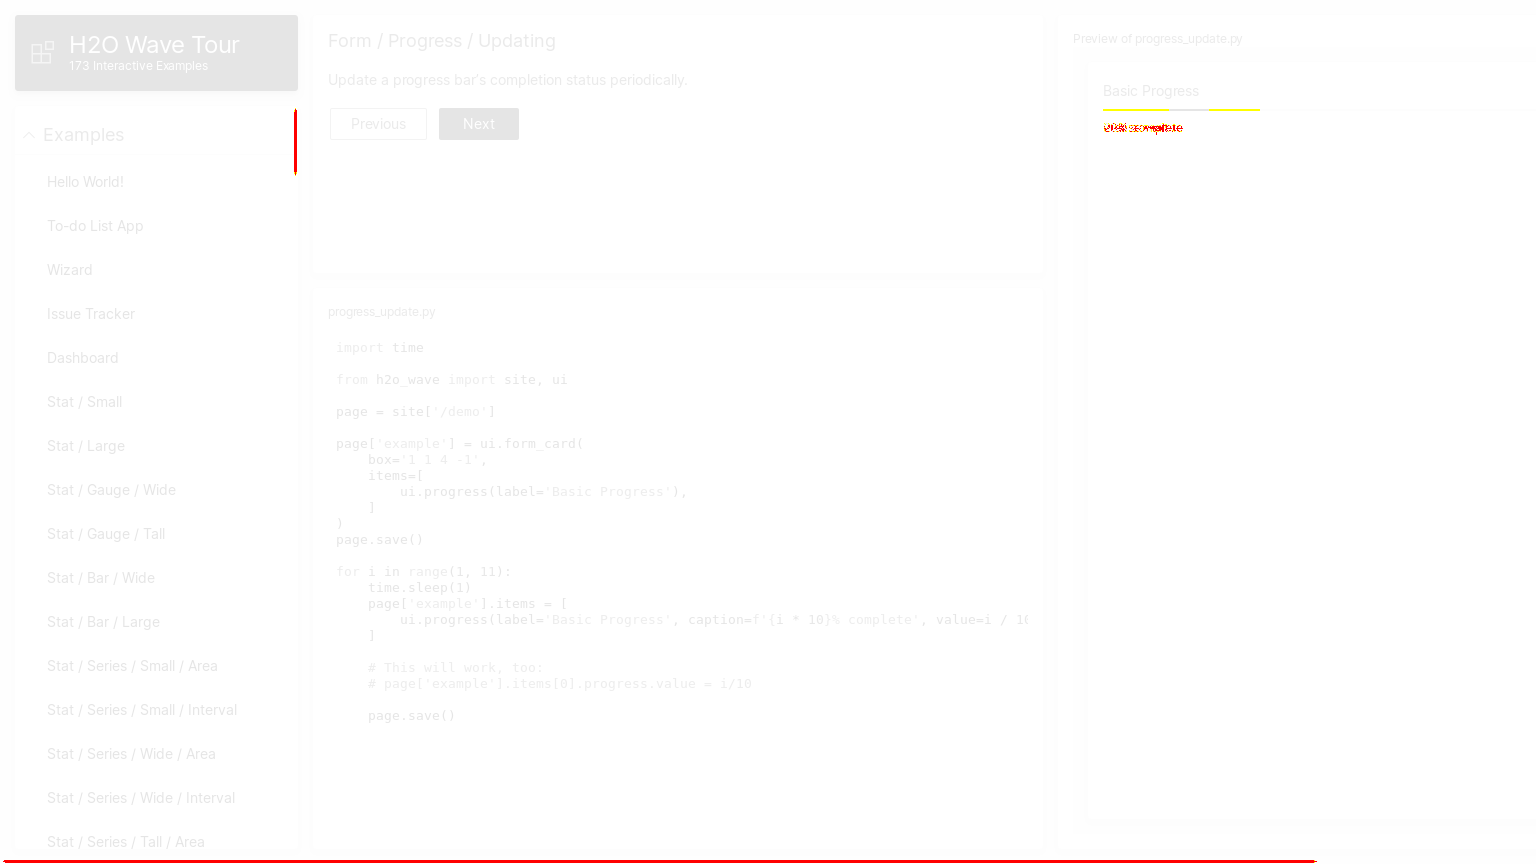 H2O Wave Tour
173 Interactive Examples
Examples
Hello World!
To-do List App
Wizard
Issue Tracker
Dashboard
Stat / Small
Stat / Large
Stat / Gauge / Wide
Stat / Gauge / Tall
Stat / Bar / Wide
Stat / Bar / Large
Stat / Series / Small / Area
Stat / Series / Small / Interval
Stat / Series / Wide / Area
Stat / Series / Wide / Interval
Stat / Series / Tall / Area
Form / Progress / Updating
Update a progress bar's completion status periodically.
Previous
Next
progress_update.py
import time
from h2o_wave import site, ui
page = site['/demo']
page['example'] = ui.form_card(
    box='1 1 4 -1',
    items=[
        ui.progress(label='Basic Progress'),
    ]
)
page.save()
for i in range(1, 11):
    time.sleep(1)
    page['example'].items = [
        ui.progress(label='Basic Progress', caption=f'{i * 10}% complete', value=i / 10
    ]
    # This will work, too:
    # page['example'].items[0].progress.value = i/10
    page.save()
Preview of progress_update.py
Basic Progress